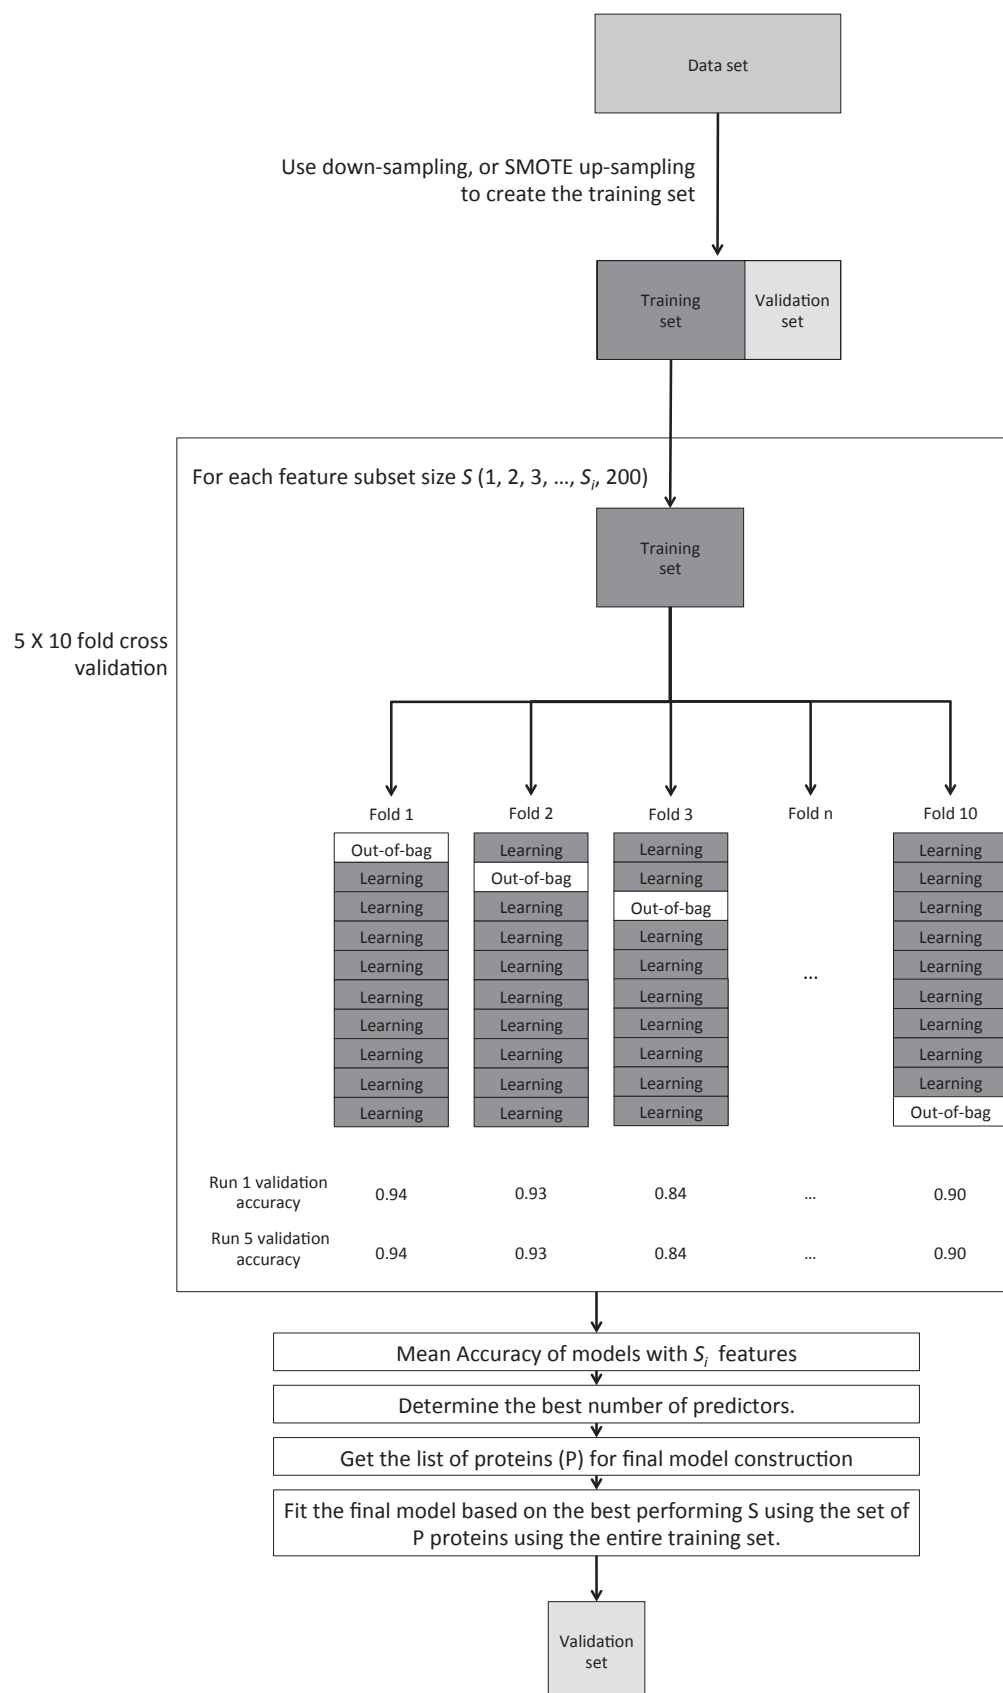 Data set
Use down-sampling, or SMOTE up-sampling
to create the training set
Training
set
Validation
set
For each feature subset size S (1, 2, 3, ..., Si, 200)
Training
set
5 X 10 fold cross
validation
Fold 1 Fold 2 Fold 3 Fold n Fold 10
Out-of-bag Learning Learning Learning
Learning Out-of-bag Learning Learning
Learning Learning Out-of-bag Learning
Learning Learning Learning Learning
Learning Learning Learning ... Learning
Learning Learning Learning Learning
Learning Learning Learning Learning
Learning Learning Learning Learning
Learning Learning Learning Learning
Learning Learning Learning Out-of-bag
Run 1 validation
accuracy
0.94 0.93 0.84 ... 0.90
Run 5 validation
accuracy
0.94 0.93 0.84 ... 0.90
Mean Accuracy of models with Si features
Determine the best number of predictors.
Get the list of proteins (P) for final model construction
Fit the final model based on the best performing S using the set of
P proteins using the entire training set.
Validation
set